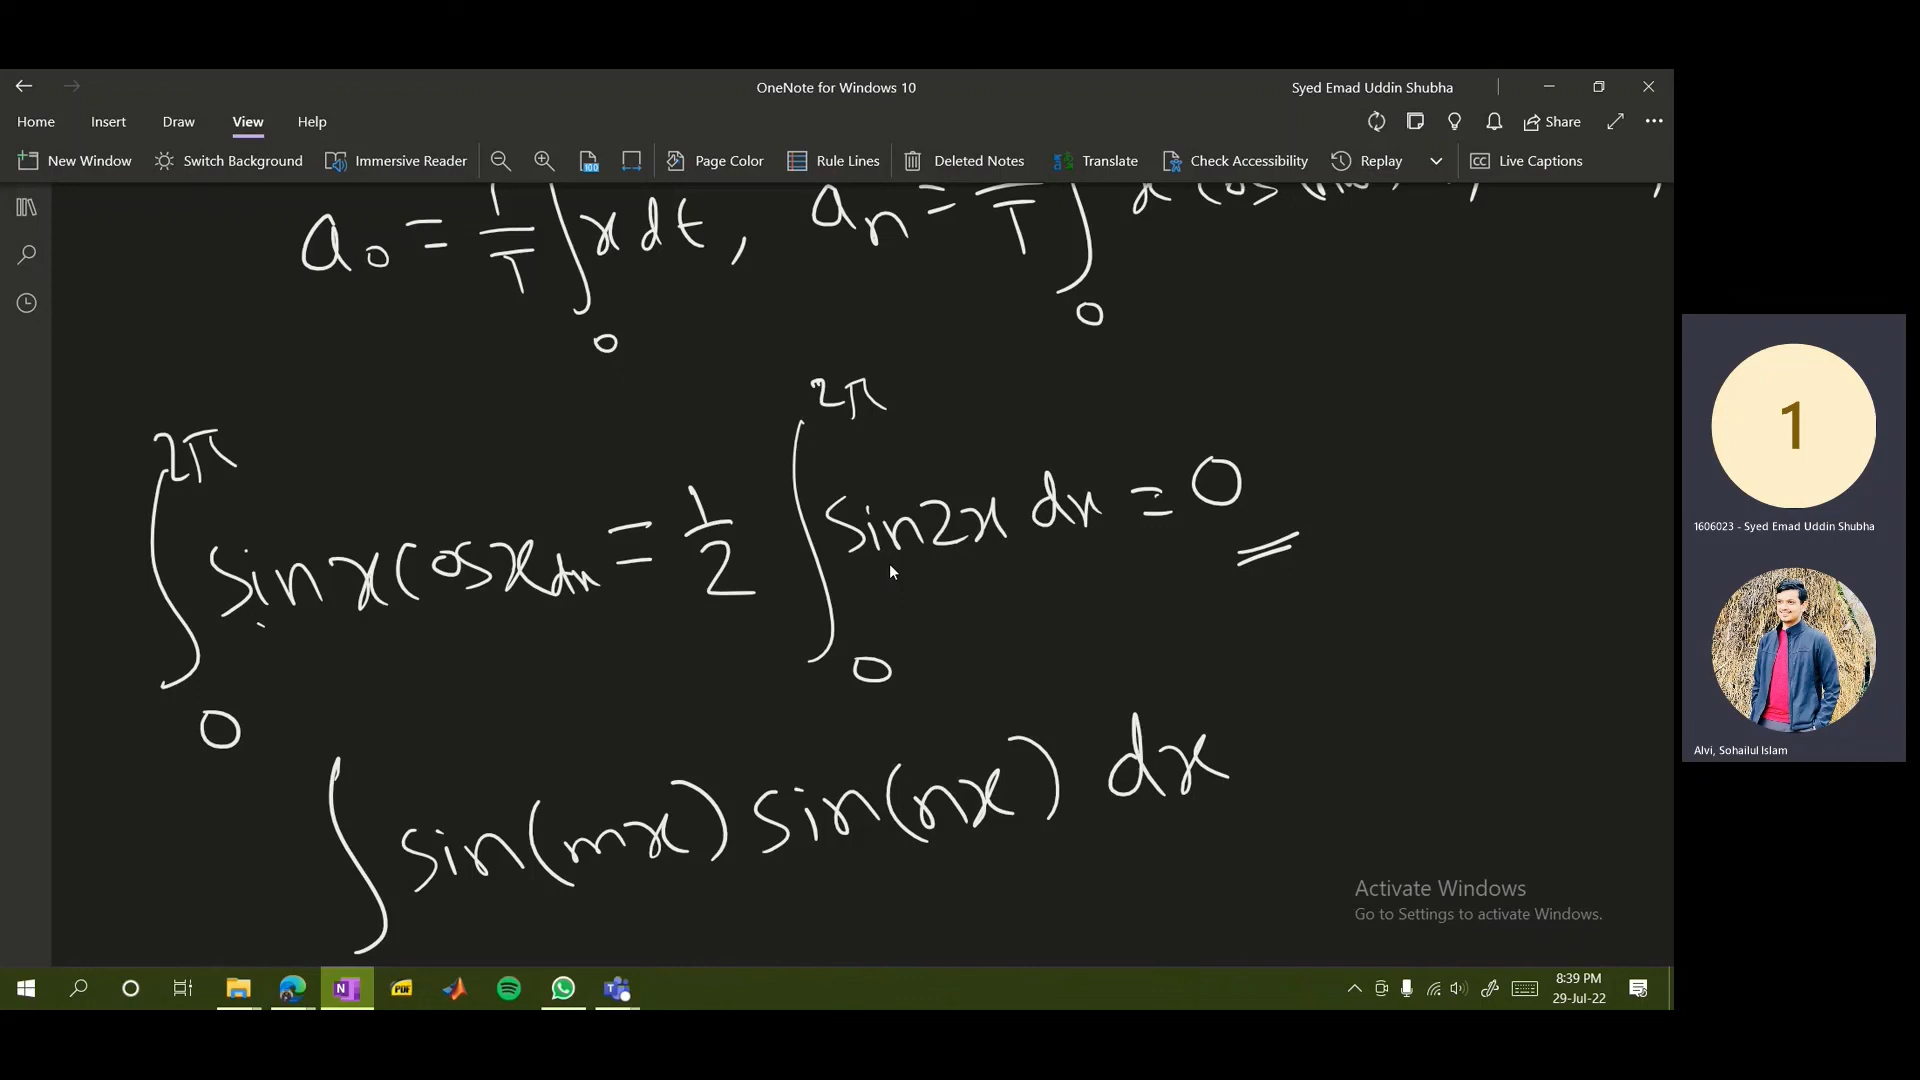 OneNote for Windows 10
Syed Emad Uddin Shubha
Home Insert Draw View Help
Share
New Window Switch Background Immersive Reader 100 Page Color Rule Lines Deleted Notes Translate Check Accessibility Replay CC Live Captions
a₀ = 1/T ∫₀ x dt, aₙ = /T ∫₀ x cos
∫₀^2π sinx cosx dx = 1/2 ∫₀^2π sin2x dx = 0
∫ sin(mx) sin(nx) dx
1
1606023 - Syed Emad Uddin Shubha
Alvi, Sohailul Islam
Activate Windows
Go to Settings to activate Windows.
N PDF
8:39 PM
29-Jul-22